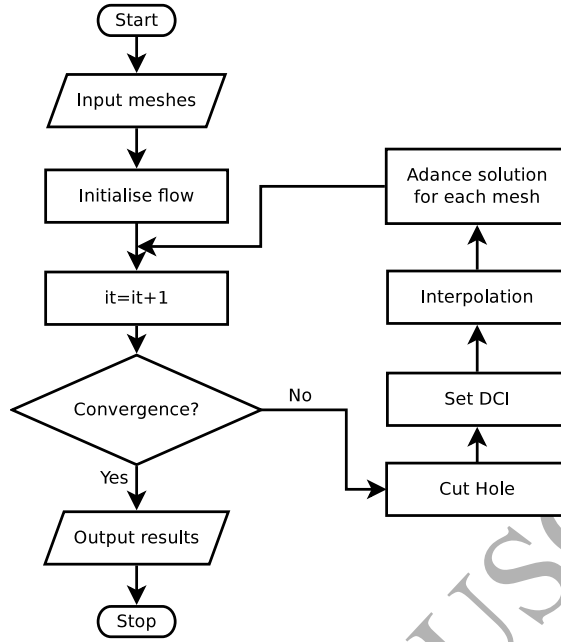 Start
Input meshes
Initialise flow
it=it+1
Convergence?
No
Yes
Output results
Stop
Adance solution
for each mesh
Interpolation
Set DCI
Cut Hole
USC